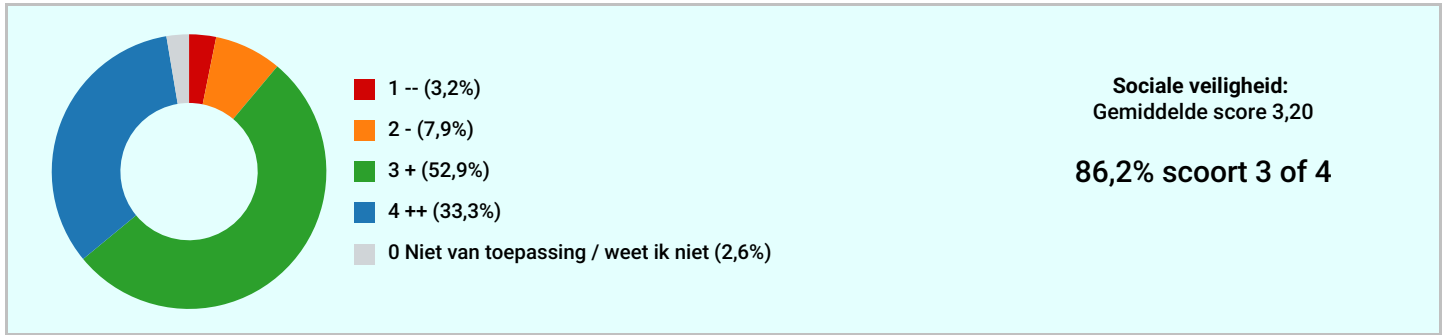 1 -- (3,2%)
2 - (7,9%)
3 + (52,9%)
4 ++ (33,3%)
0 Niet van toepassing / weet ik niet (2,6%)
Sociale veiligheid:
Gemiddelde score 3,20
86,2% scoort 3 of 4